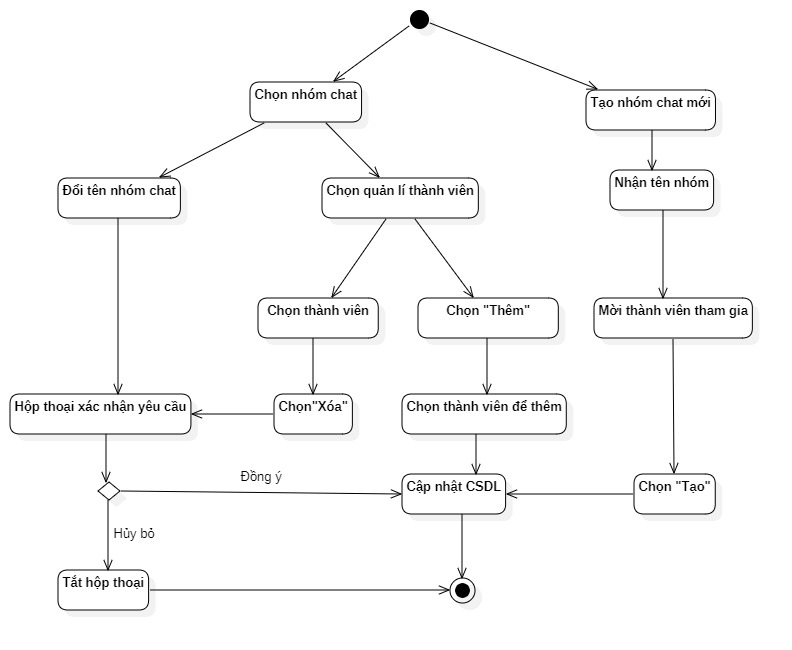 Chọn nhóm chat
Tạo nhóm chat mới
Đổi tên nhóm chat
Chọn quản lí thành viên
Nhận tên nhóm
Chọn thành viên
Chọn "Thêm"
Mời thành viên tham gia
Hộp thoại xác nhận yêu cầu
Chọn"Xóa"
Chọn thành viên để thêm
Đồng ý
Cập nhật CSDL
Chọn "Tạo"
Hủy bỏ
Tắt hộp thoại